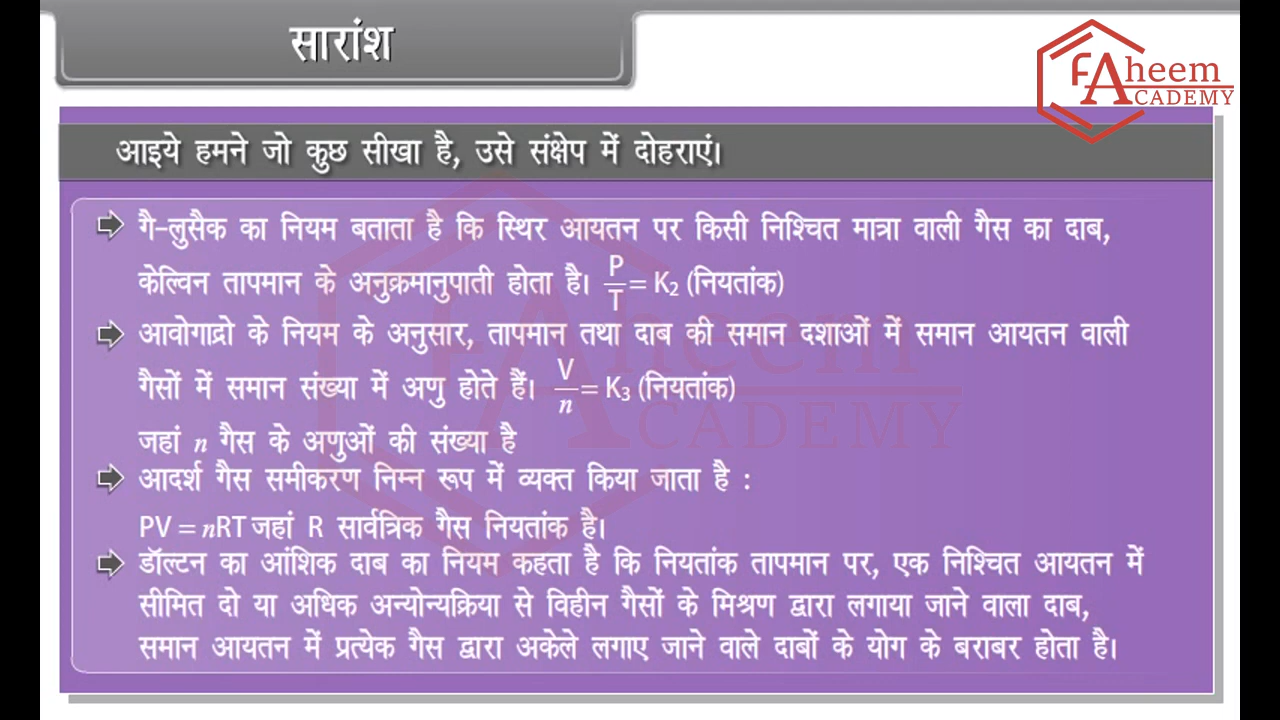 सारांश
FAheem
ACADEMY
आइये हमने जो कुछ सीखा है, उसे संक्षेप में दोहराएं।
गै-लुसैक का नियम बताता है कि स्थिर आयतन पर किसी निश्चित मात्रा वाली गैस का दाब,
केल्विन तापमान के अनुक्रमानुपाती होता है। P/T = K₂ (नियतांक)
आवोगाद्रो के नियम के अनुसार, तापमान तथा दाब की समान दशाओं में समान आयतन वाली
गैसों में समान संख्या में अणु होते हैं। V/n = K₃ (नियतांक)
जहां n गैस के अणुओं की संख्या है
आदर्श गैस समीकरण निम्न रूप में व्यक्त किया जाता है :
PV = nRT जहां R सार्वत्रिक गैस नियतांक है।
डॉल्टन का आंशिक दाब का नियम कहता है कि नियतांक तापमान पर, एक निश्चित आयतन में
सीमित दो या अधिक अन्योन्यक्रिया से विहीन गैसों के मिश्रण द्वारा लगाया जाने वाला दाब,
समान आयतन में प्रत्येक गैस द्वारा अकेले लगाए जाने वाले दाबों के योग के बराबर होता है।
FAheem
ACADEMY